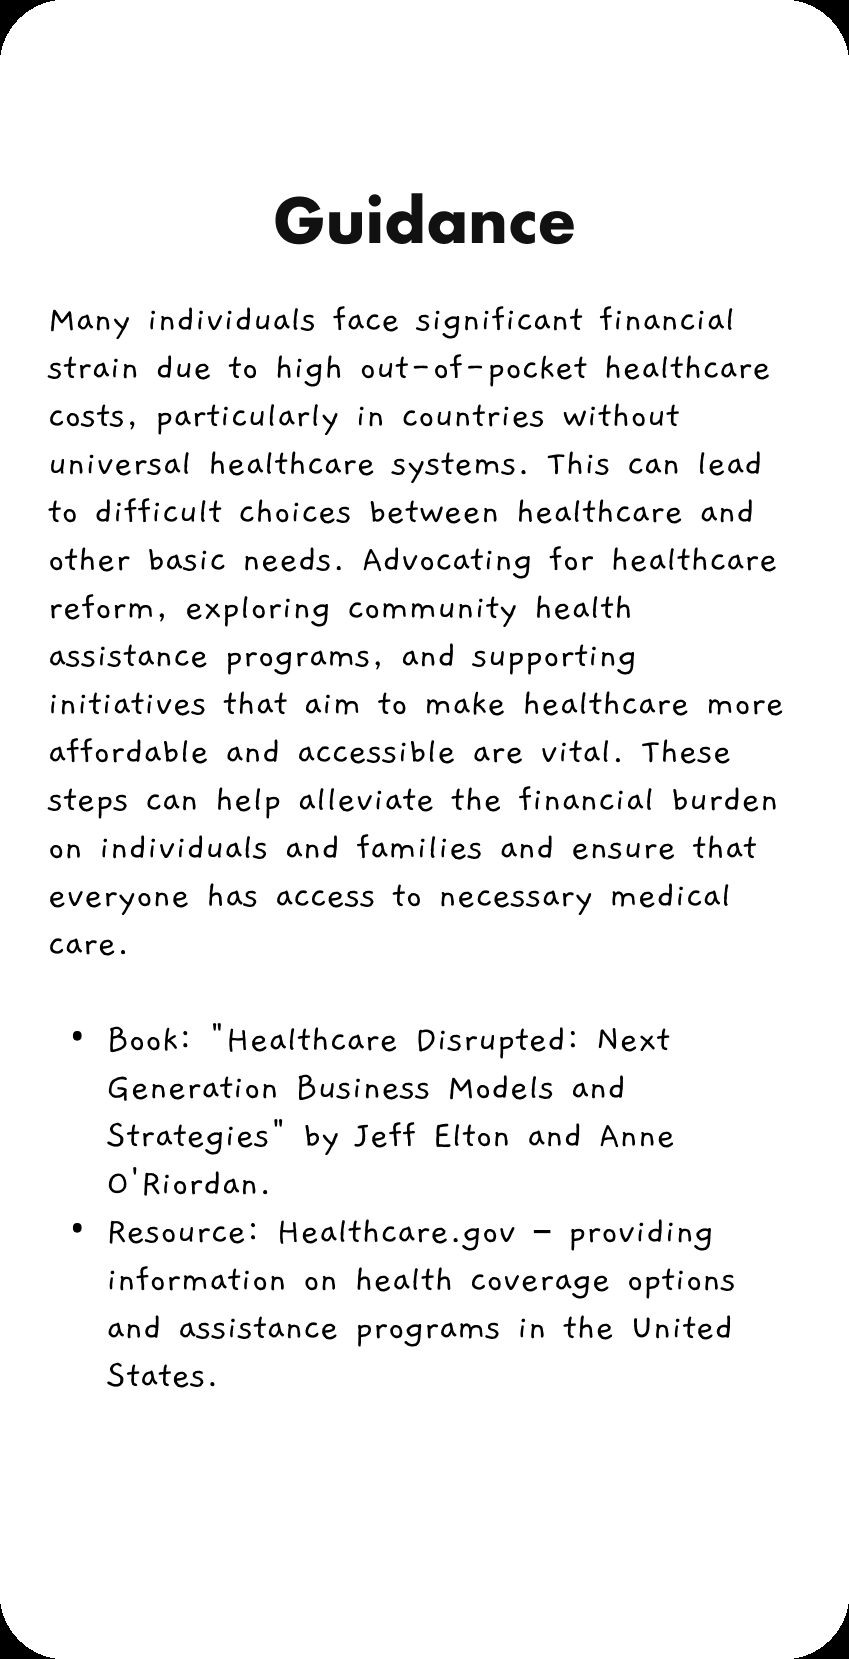 Guidance
Many individuals face significant financial
strain due to high out-of-pocket healthcare
costs, particularly in countries without
universal healthcare systems. This can lead
to difficult choices between healthcare and
other basic needs. Advocating for healthcare
reform, exploring community health
assistance programs, and supporting
initiatives that aim to make healthcare more
affordable and accessible are vital. These
steps can help alleviate the financial burden
on individuals and families and ensure that
everyone has access to necessary medical
care.
• Book: "Healthcare Disrupted: Next
Generation Business Models and
Strategies" by Jeff Elton and Anne
O'Riordan.
• Resource: Healthcare.gov – providing
information on health coverage options
and assistance programs in the United
States.